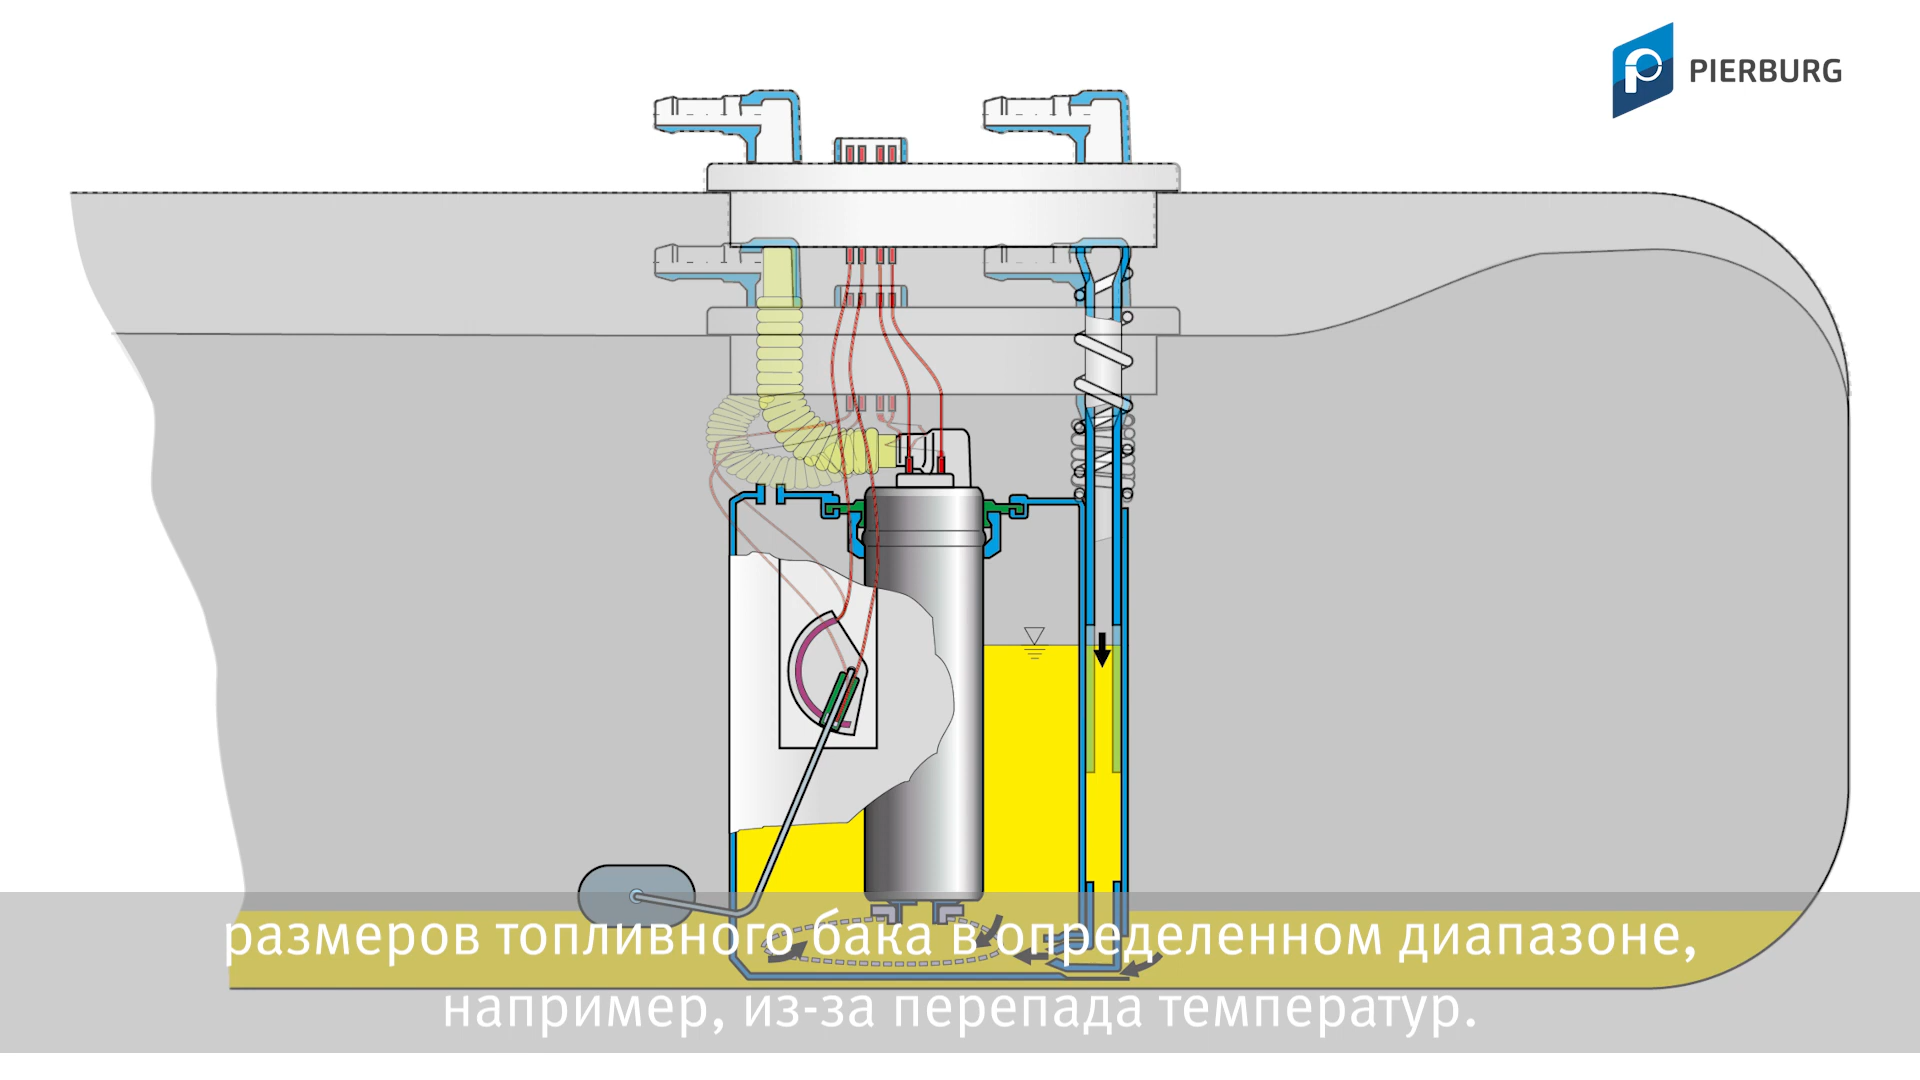 PIERBURG
размеров топливного бака в определенном диапазоне,
например, из-за перепада температур.